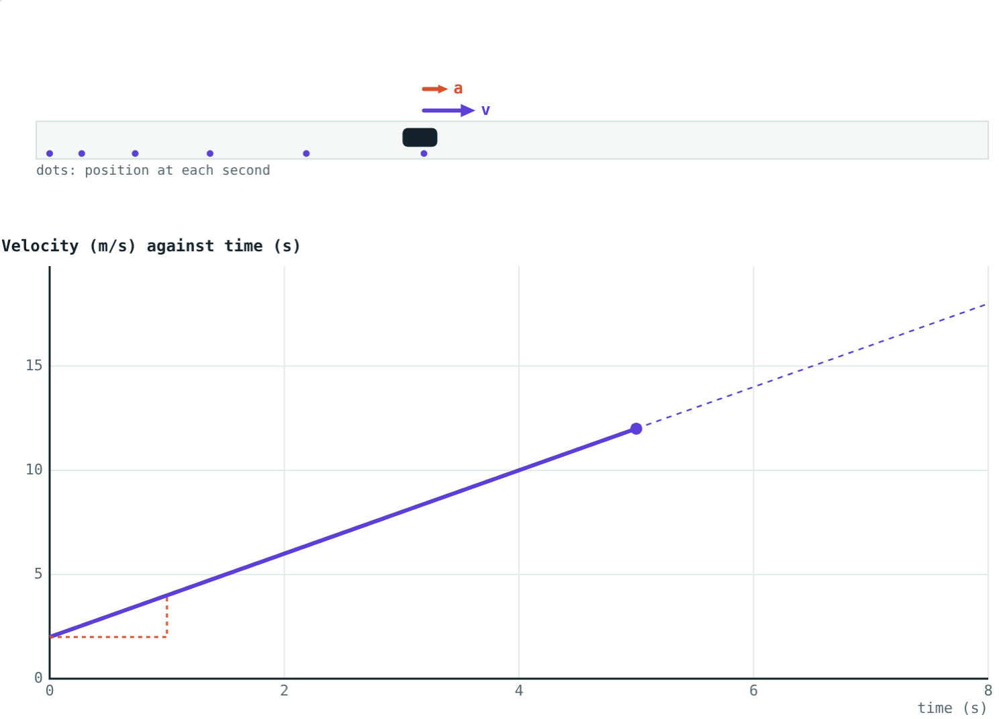 a
v
dots: position at each second
Velocity (m/s) against time (s)
15
10
5
0
0 2 4 6 8
time (s)